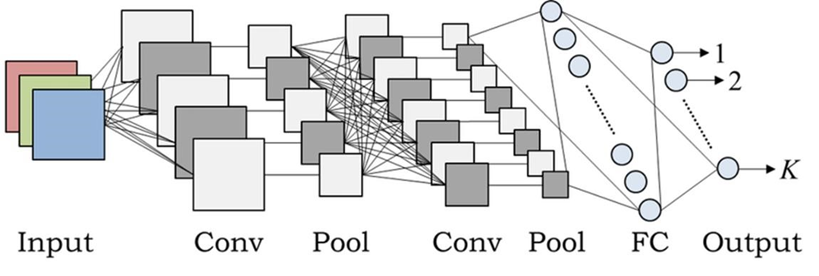 1
2
K
Input Conv Pool Conv Pool FC Output